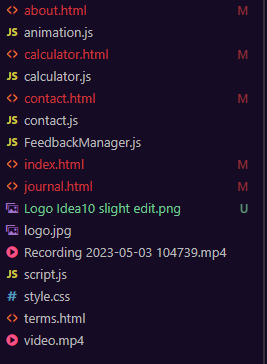 <> about.html M
JS animation.js
<> calculator.html M
JS calculator.js
<> contact.html M
JS contact.js
JS FeedbackManager.js
<> index.html M
<> journal.html M
Logo Idea10 slight edit.png U
logo.jpg
Recording 2023-05-03 104739.mp4
JS script.js
# style.css
<> terms.html
video.mp4